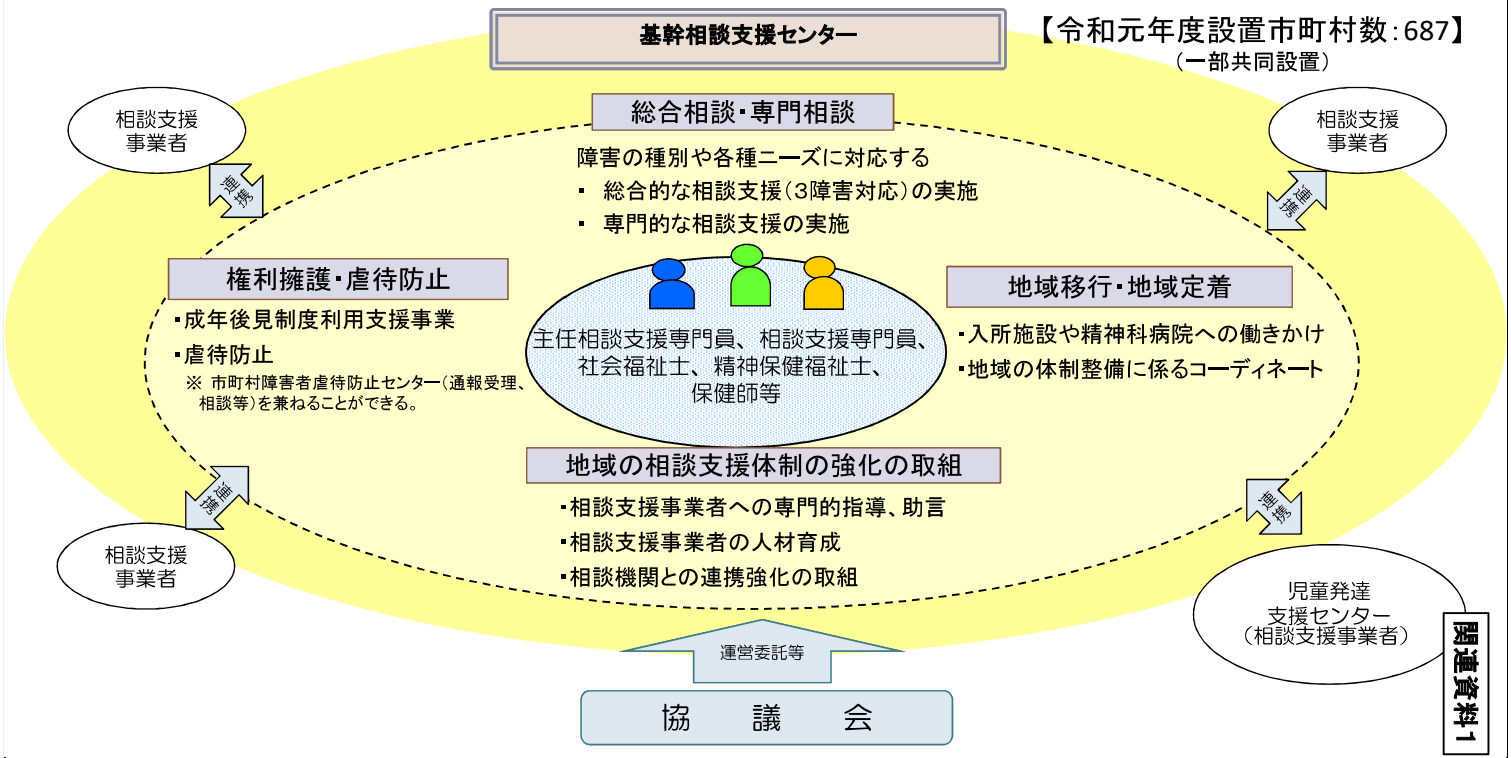 基幹相談支援センター
【令和元年度設置市町村数：687】
（一部共同設置）
相談支援
事業者
連携
相談支援
事業者
連携
総合相談・専門相談
障害の種別や各種ニーズに対応する
・ 総合的な相談支援（３障害対応）の実施
・ 専門的な相談支援の実施
権利擁護・虐待防止
・成年後見制度利用支援事業
・虐待防止
※ 市町村障害者虐待防止センター（通報受理、
相談等）を兼ねることができる。
主任相談支援専門員、相談支援専門員、
社会福祉士、精神保健福祉士、
保健師等
地域移行・地域定着
・入所施設や精神科病院への働きかけ
・地域の体制整備に係るコーディネート
地域の相談支援体制の強化の取組
・相談支援事業者への専門的指導、助言
・相談支援事業者の人材育成
・相談機関との連携強化の取組
連携
相談支援
事業者
連携
児童発達
支援センター
（相談支援事業者）
運営委託等
協議会
関連資料１